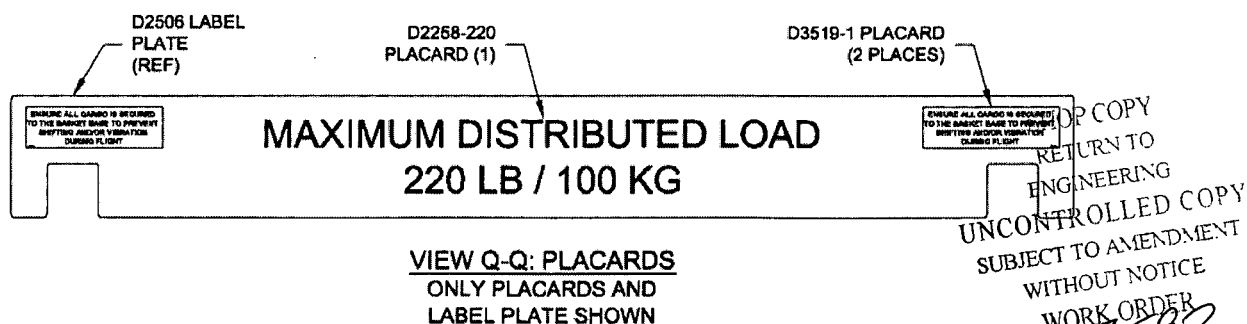 D2506 LABEL
PLATE
(REF)
D2258-220
PLACARD (1)
D3519-1 PLACARD
(2 PLACES)
ENSURE ALL CARGO IS SECURED
TO THE BASKET BASE TO PREVENT
SHIFTING AND/OR VIBRATION
DURING FLIGHT
MAXIMUM DISTRIBUTED LOAD
220 LB / 100 KG
ENSURE ALL CARGO IS SECURED
TO THE BASKET BASE TO PREVENT
SHIFTING AND/OR VIBRATION
DURING FLIGHT
COPY
RETURN TO
ENGINEERING
UNCONTROLLED COPY
SUBJECT TO AMENDMENT
WITHOUT NOTICE
WORK ORDER
VIEW Q-Q: PLACARDS
ONLY PLACARDS AND
LABEL PLATE SHOWN